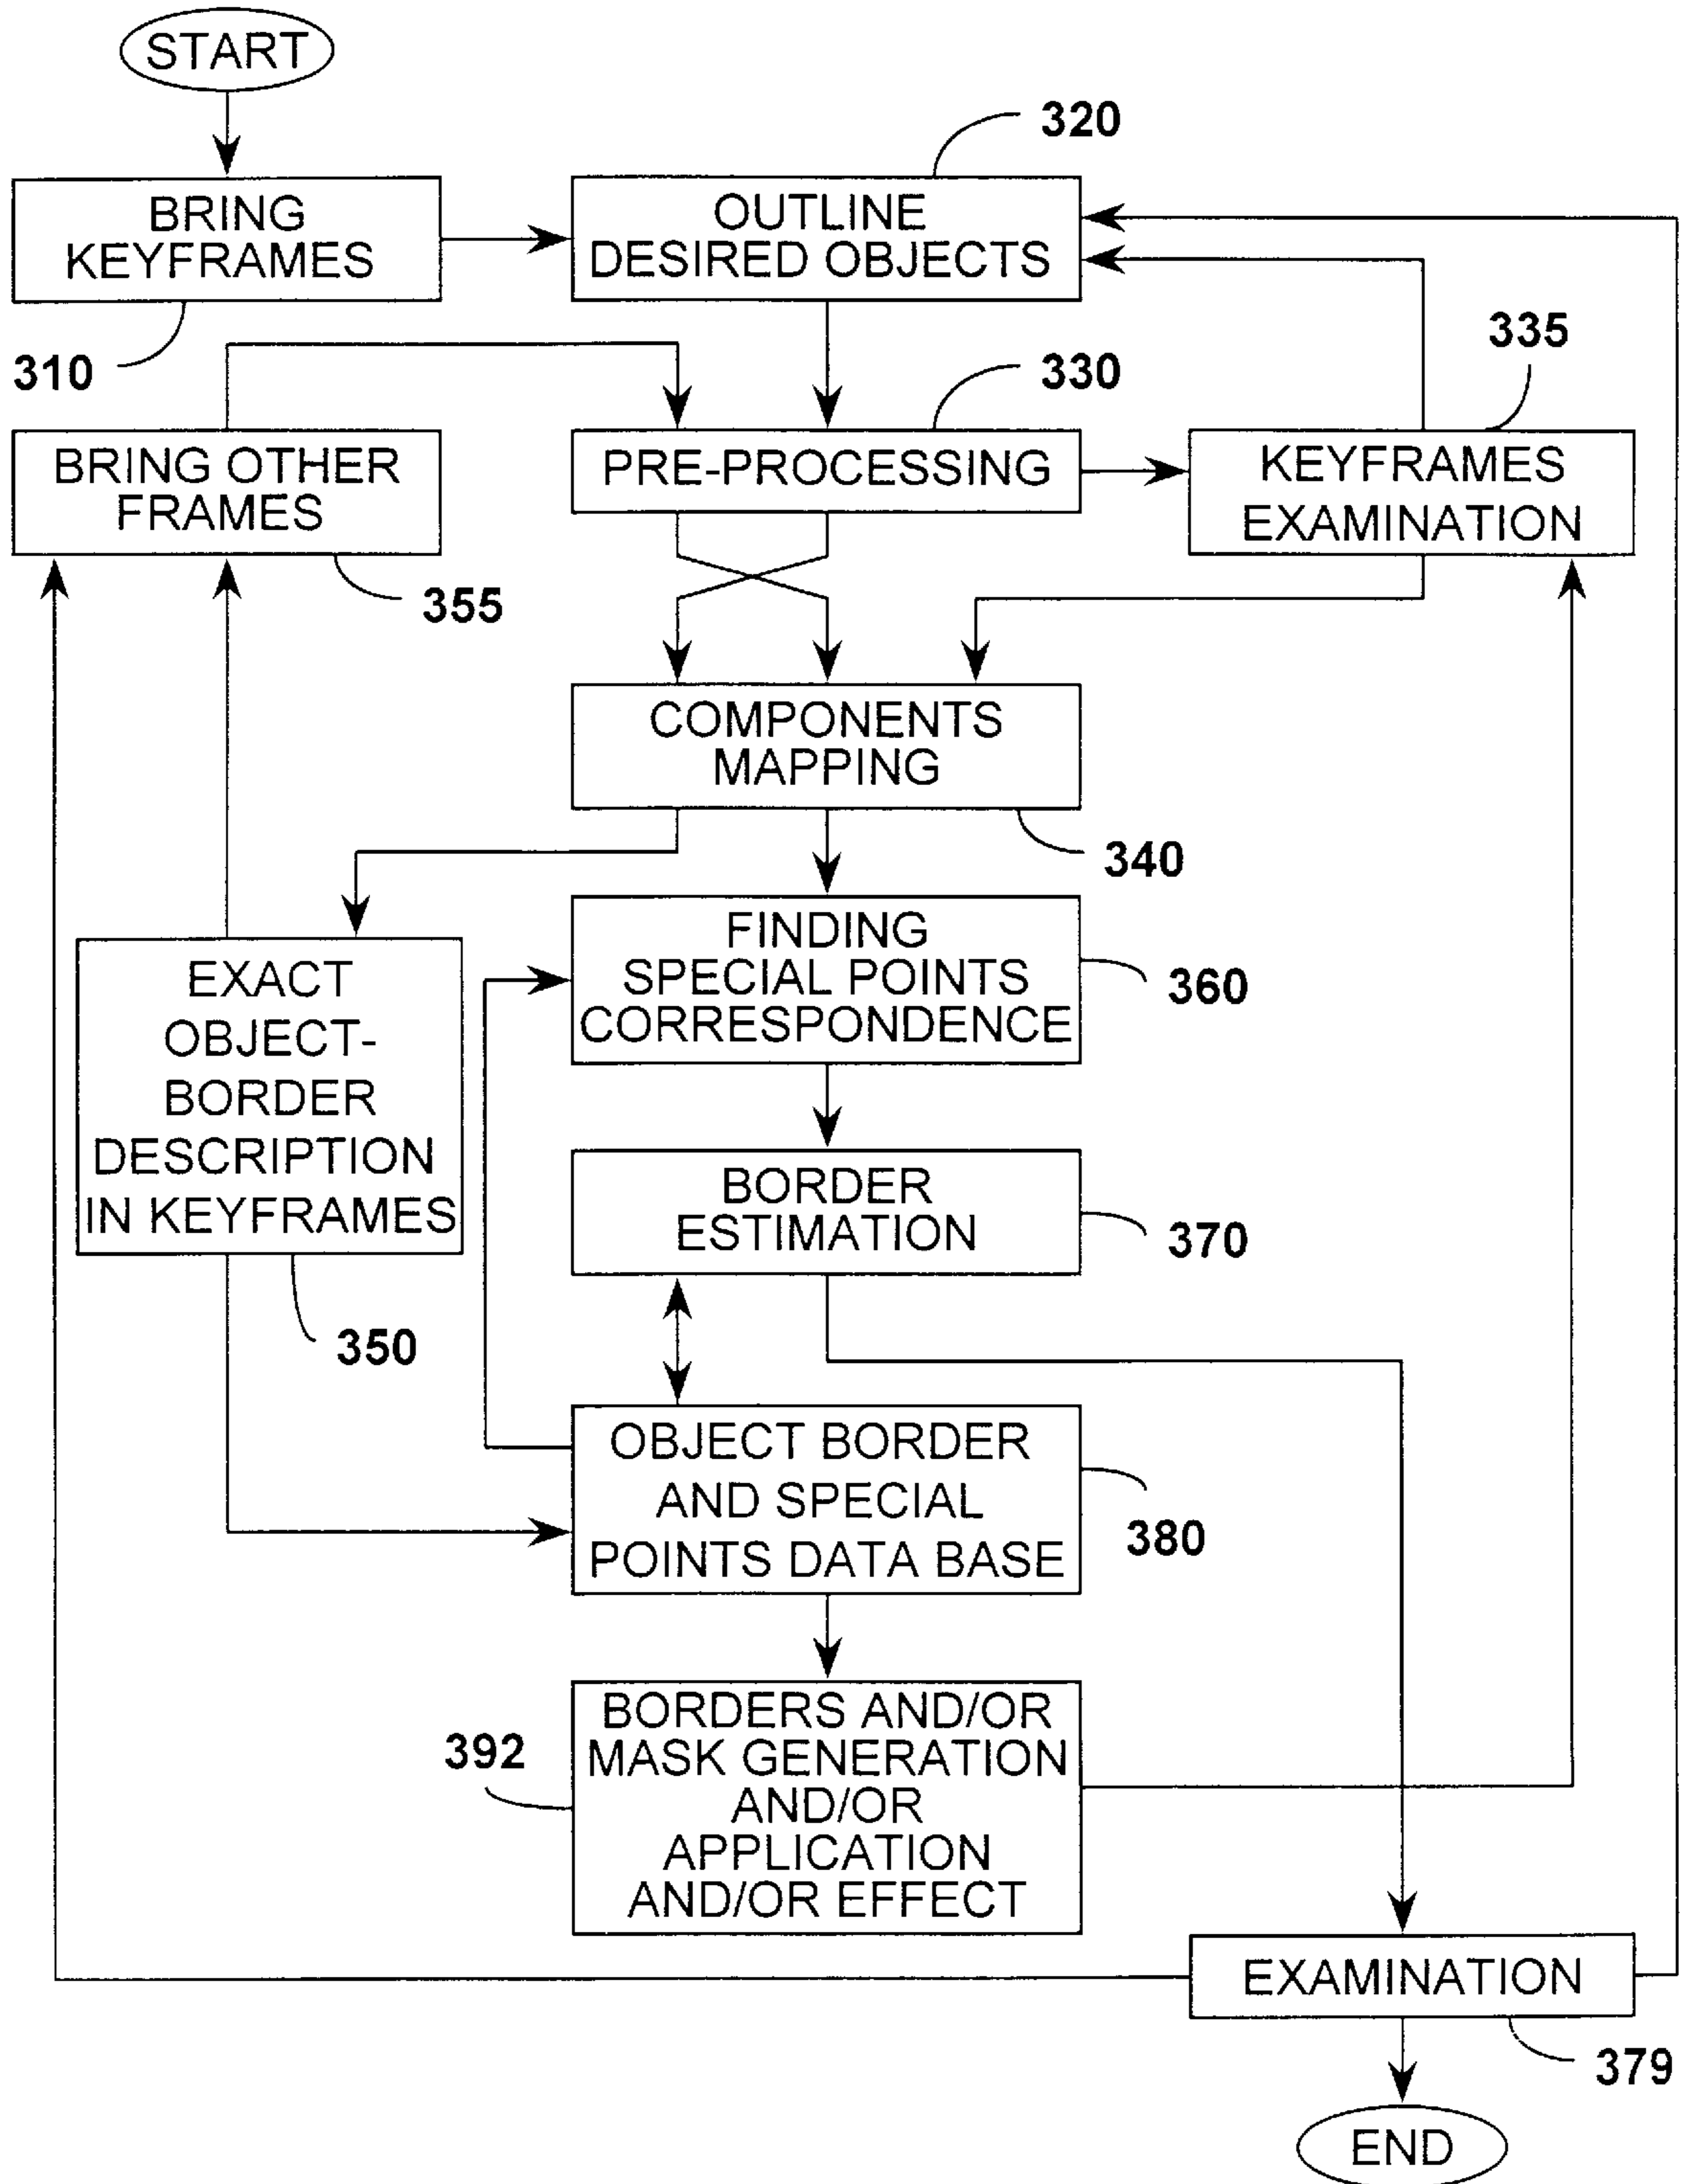 START
320
BRING
KEYFRAMES
OUTLINE
DESIRED OBJECTS
310
335
330
BRING OTHER
FRAMES
PRE-PROCESSING
KEYFRAMES
EXAMINATION
355
COMPONENTS
MAPPING
340
EXACT
OBJECT-
BORDER
DESCRIPTION
IN KEYFRAMES
FINDING
SPECIAL POINTS
CORRESPONDENCE
360
BORDER
ESTIMATION
370
350
OBJECT BORDER
AND SPECIAL
POINTS DATA BASE
380
392
BORDERS AND/OR
MASK GENERATION
AND/OR
APPLICATION
AND/OR EFFECT
EXAMINATION
379
END